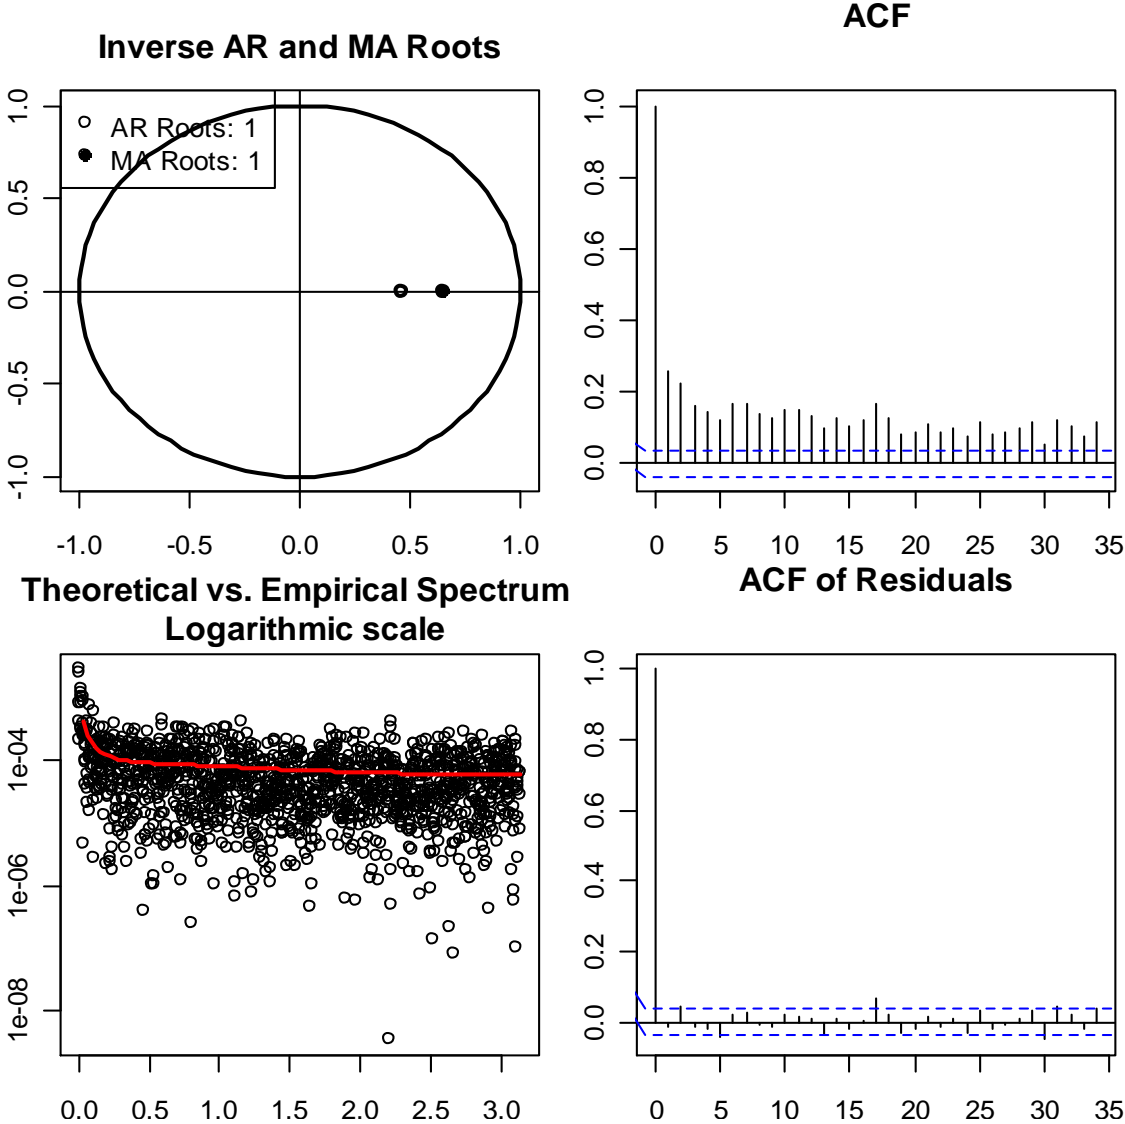 Inverse AR and MA Roots
1.0
0.5
0.0
-0.5
-1.0
AR Roots: 1
MA Roots: 1
-1.0 -0.5 0.0 0.5 1.0
ACF
1.0
0.8
0.6
0.4
0.2
0.0
0 5 10 15 20 25 30 35
Theoretical vs. Empirical Spectrum
Logarithmic scale
1e-04
1e-06
1e-08
0.0 0.5 1.0 1.5 2.0 2.5 3.0
ACF of Residuals
1.0
0.8
0.6
0.4
0.2
0.0
0 5 10 15 20 25 30 35